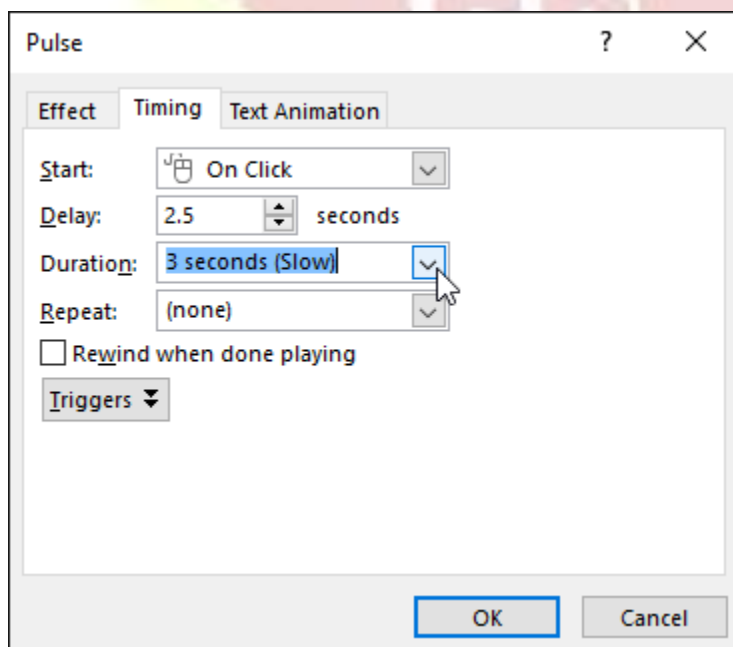 Pulse ?
Effect Timing Text Animation
Start: On Click
Delay: 2.5 seconds
Duration: 3 seconds (Slow)
Repeat: (none)
Rewind when done playing
Triggers
OK Cancel